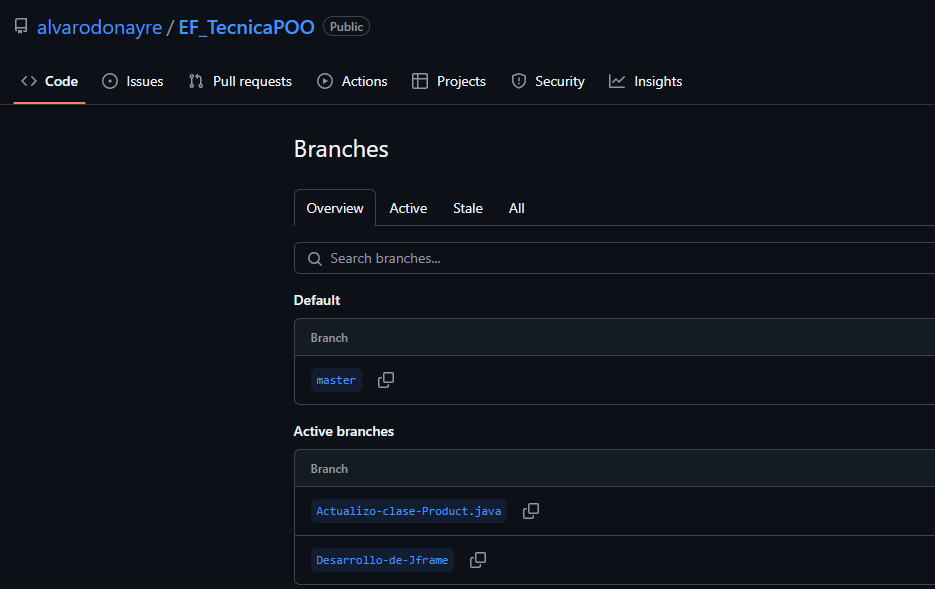 alvarodonayre / EF_TecnicaPOO Public
Code Issues Pull requests Actions Projects Security Insights
Branches
Overview Active Stale All
Search branches...
Default
Branch
master
Active branches
Branch
Actualizo-clase-Product.java
Desarrollo-de-Jframe